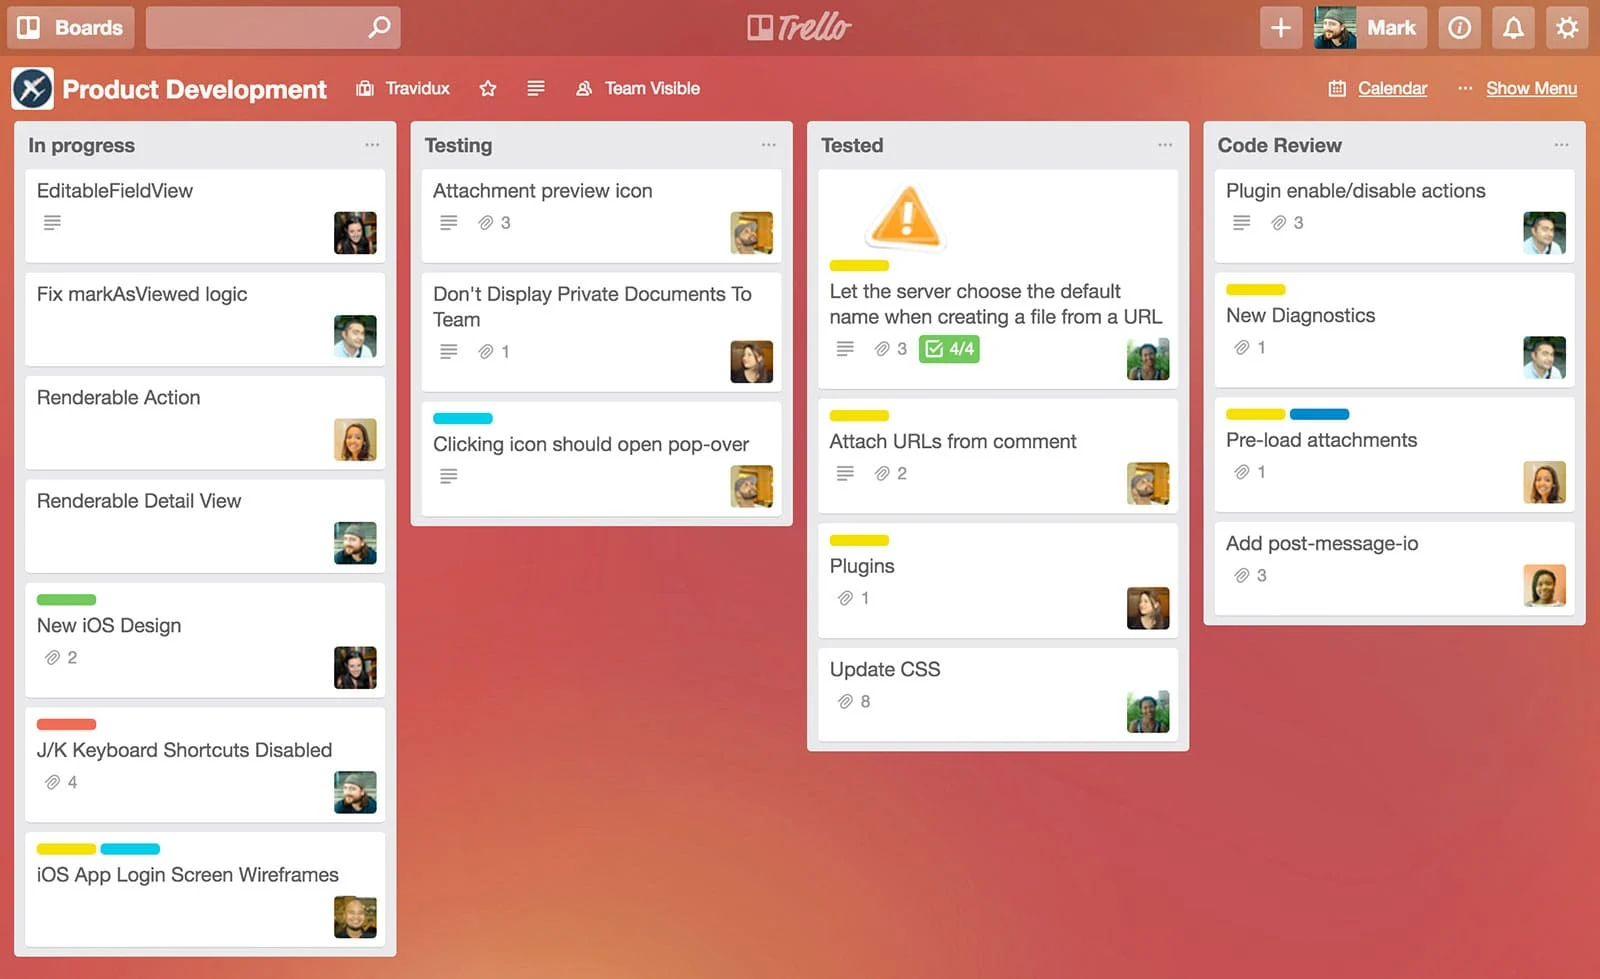 Boards
Trello
Mark
Product Development
Travidux
Team Visible
Calendar
Show Menu
In progress
EditableFieldView
Fix markAsViewed logic
Renderable Action
Renderable Detail View
New iOS Design
2
J/K Keyboard Shortcuts Disabled
4
iOS App Login Screen Wireframes
Testing
Attachment preview icon
3
Don't Display Private Documents To
Team
1
Clicking icon should open pop-over
Tested
Let the server choose the default
name when creating a file from a URL
3 4/4
Attach URLs from comment
2
Plugins
1
Update CSS
8
Code Review
Plugin enable/disable actions
3
New Diagnostics
1
Pre-load attachments
1
Add post-message-io
3